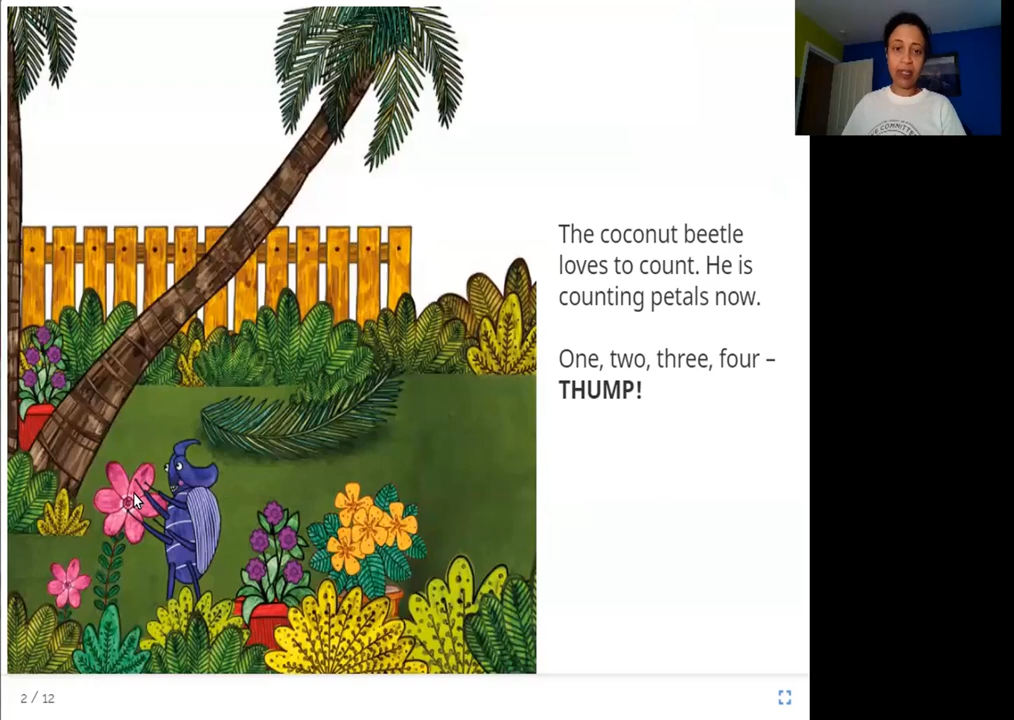 The coconut beetle
loves to count. He is
counting petals now.
One, two, three, four –
THUMP!
2 / 12